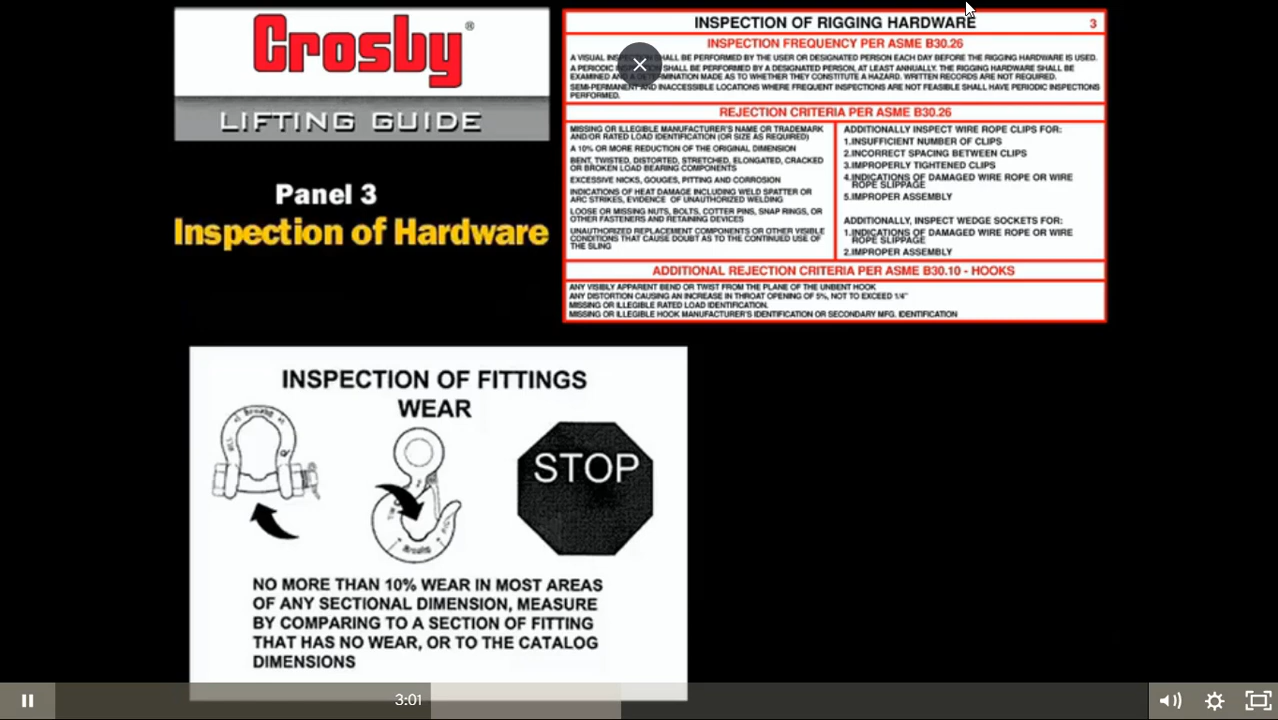 Crosby®
LIFTING GUIDE
Panel 3
Inspection of Hardware
INSPECTION OF RIGGING HARDWARE 3
INSPECTION FREQUENCY PER ASME B30.26
A VISUAL INSPECTION SHALL BE PERFORMED BY THE USER OR DESIGNATED PERSON EACH DAY BEFORE THE RIGGING HARDWARE IS USED.
A PERIODIC INSPECTION SHALL BE PERFORMED BY A DESIGNATED PERSON, AT LEAST ANNUALLY. THE RIGGING HARDWARE SHALL BE
EXAMINED AND A DETERMINATION MADE AS TO WHETHER THEY CONSTITUTE A HAZARD. WRITTEN RECORDS ARE NOT REQUIRED.
SEMI-PERMANENT AND INACCESSIBLE LOCATIONS WHERE FREQUENT INSPECTIONS ARE NOT FEASIBLE SHALL HAVE PERIODIC INSPECTIONS
PERFORMED.
REJECTION CRITERIA PER ASME B30.26
MISSING OR ILLEGIBLE MANUFACTURER'S NAME OR TRADEMARK
AND/OR RATED LOAD IDENTIFICATION (OR SIZE AS REQUIRED)
A 10% OR MORE REDUCTION OF THE ORIGINAL DIMENSION
BENT, TWISTED, DISTORTED, STRETCHED, ELONGATED, CRACKED
OR BROKEN LOAD BEARING COMPONENTS
EXCESSIVE NICKS, GOUGES, PITTING AND CORROSION
INDICATIONS OF HEAT DAMAGE INCLUDING WELD SPATTER OR
ARC STRIKES, EVIDENCE OF UNAUTHORIZED WELDING
LOOSE OR MISSING NUTS, BOLTS, COTTER PINS, SNAP RINGS, OR
OTHER FASTENERS AND RETAINING DEVICES
UNAUTHORIZED REPLACEMENT COMPONENTS OR OTHER VISIBLE
CONDITIONS THAT CAUSE DOUBT AS TO THE CONTINUED USE OF
THE SLING
ADDITIONALLY INSPECT WIRE ROPE CLIPS FOR:
1.INSUFFICIENT NUMBER OF CLIPS
2.INCORRECT SPACING BETWEEN CLIPS
3.IMPROPERLY TIGHTENED CLIPS
4.INDICATIONS OF DAMAGED WIRE ROPE OR WIRE
ROPE SLIPPAGE
5.IMPROPER ASSEMBLY
ADDITIONALLY, INSPECT WEDGE SOCKETS FOR:
1.INDICATIONS OF DAMAGED WIRE ROPE OR WIRE
ROPE SLIPPAGE
2.IMPROPER ASSEMBLY
ADDITIONAL REJECTION CRITERIA PER ASME B30.10 - HOOKS
ANY VISIBLY APPARENT BEND OR TWIST FROM THE PLANE OF THE UNBENT HOOK
ANY DISTORTION CAUSING AN INCREASE IN THROAT OPENING OF 5%, NOT TO EXCEED 1/4"
MISSING OR ILLEGIBLE RATED LOAD IDENTIFICATION.
MISSING OR ILLEGIBLE HOOK MANUFACTURER'S IDENTIFICATION OR SECONDARY MFG. IDENTIFICATION
INSPECTION OF FITTINGS
WEAR
Crosby
Crosby
STOP
NO MORE THAN 10% WEAR IN MOST AREAS
OF ANY SECTIONAL DIMENSION, MEASURE
BY COMPARING TO A SECTION OF FITTING
THAT HAS NO WEAR, OR TO THE CATALOG
DIMENSIONS
3:01